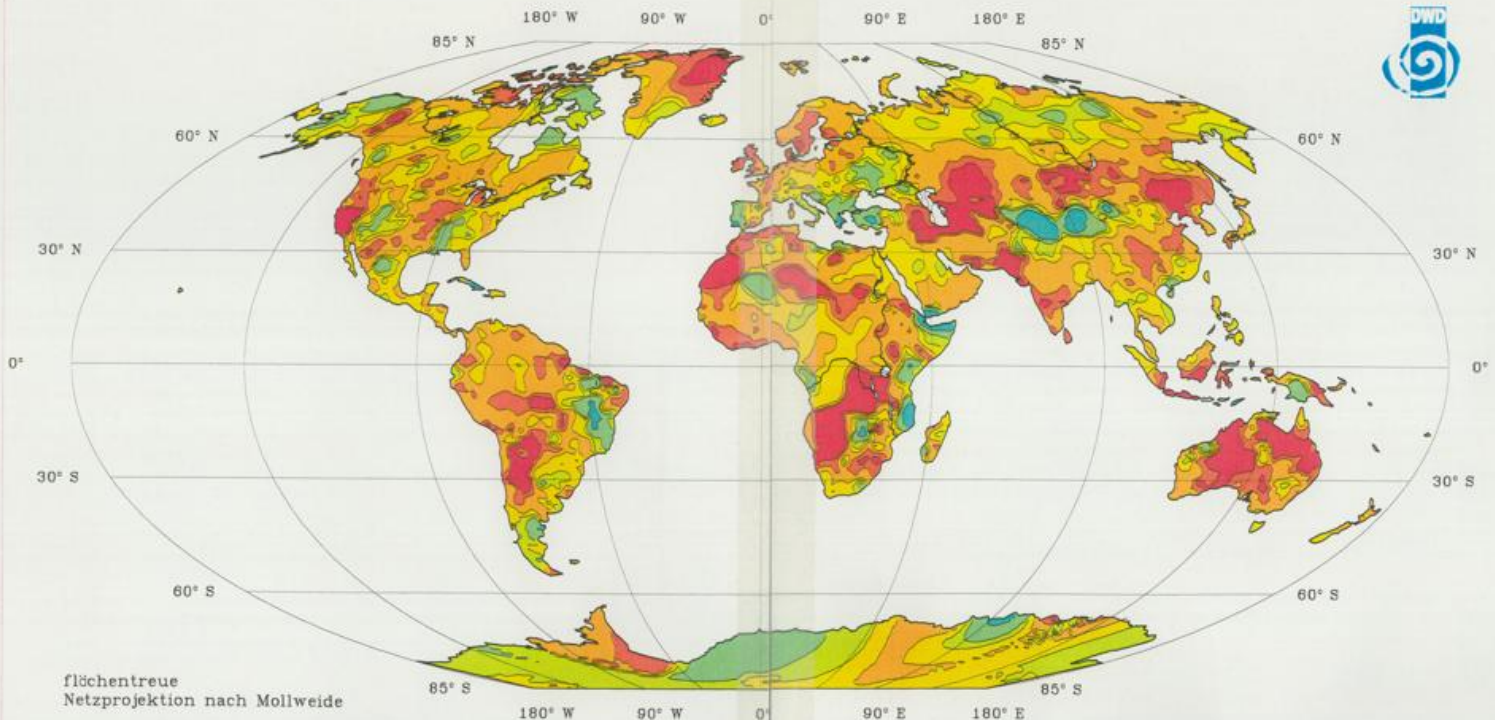 180° W 90° W 0° 90° E 180° E
DWD
85° N 85° N
60° N 60° N
30° N 30° N
0° 0°
30° S 30° S
60° S 60° S
85° S 85° S
flächentreue
Netzprojektion nach Mollweide
180° W 90° W 0° 90° E 180° E